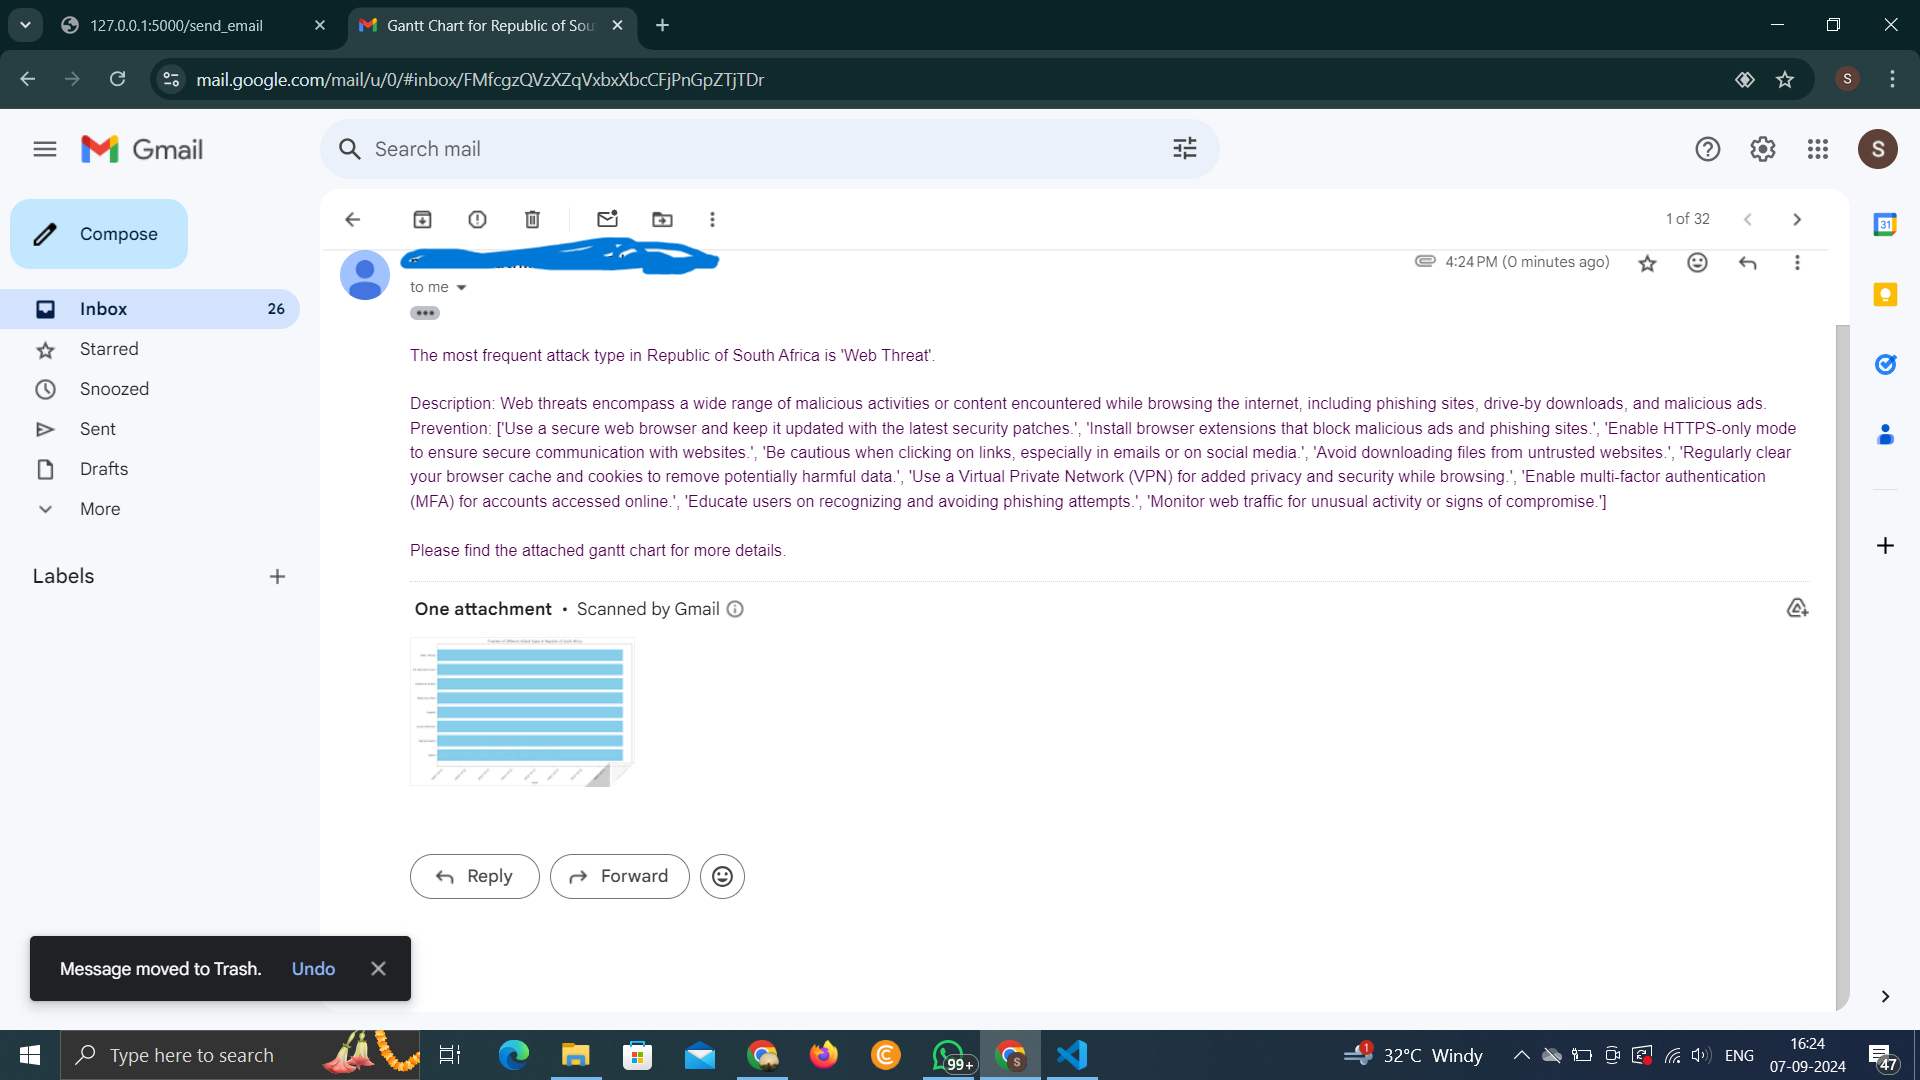 127.0.0.1:5000/send_email
Gantt Chart for Republic of Sou
mail.google.com/mail/u/0/#inbox/FMfcgzQVzXZqVxbxXbcCFjPnGpZTjTDr
S
Gmail
Search mail
S
Compose
1 of 32
31
4:24 PM (0 minutes ago)
to me
Inbox 26
Starred
Snoozed
Sent
Drafts
More
Labels
The most frequent attack type in Republic of South Africa is 'Web Threat'.
Description: Web threats encompass a wide range of malicious activities or content encountered while browsing the internet, including phishing sites, drive-by downloads, and malicious ads.
Prevention: ['Use a secure web browser and keep it updated with the latest security patches.', 'Install browser extensions that block malicious ads and phishing sites.', 'Enable HTTPS-only mode
to ensure secure communication with websites.', 'Be cautious when clicking on links, especially in emails or on social media.', 'Avoid downloading files from untrusted websites.', 'Regularly clear
your browser cache and cookies to remove potentially harmful data.', 'Use a Virtual Private Network (VPN) for added privacy and security while browsing.', 'Enable multi-factor authentication
(MFA) for accounts accessed online.', 'Educate users on recognizing and avoiding phishing attempts.', 'Monitor web traffic for unusual activity or signs of compromise.']
Please find the attached gantt chart for more details.
One attachment • Scanned by Gmail
Reply
Forward
Message moved to Trash. Undo
Type here to search
99+
S
1
32°C Windy
ENG
16:24
07-09-2024
47